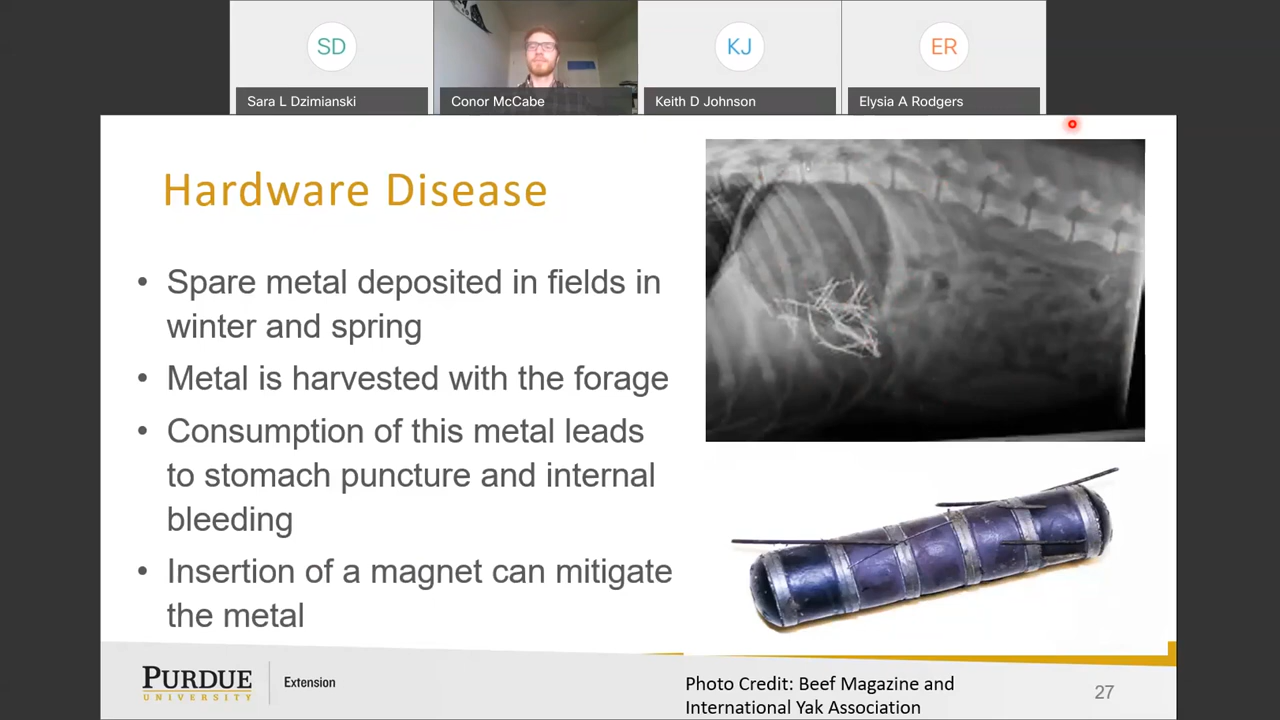 SD
KJ
ER
Sara L Dzimianski
Conor McCabe
Keith D Johnson
Elysia A Rodgers
Hardware Disease
• Spare metal deposited in fields in
winter and spring
• Metal is harvested with the forage
• Consumption of this metal leads
to stomach puncture and internal
bleeding
• Insertion of a magnet can mitigate
the metal
PURDUE
UNIVERSITY
Extension
Photo Credit: Beef Magazine and
International Yak Association
27